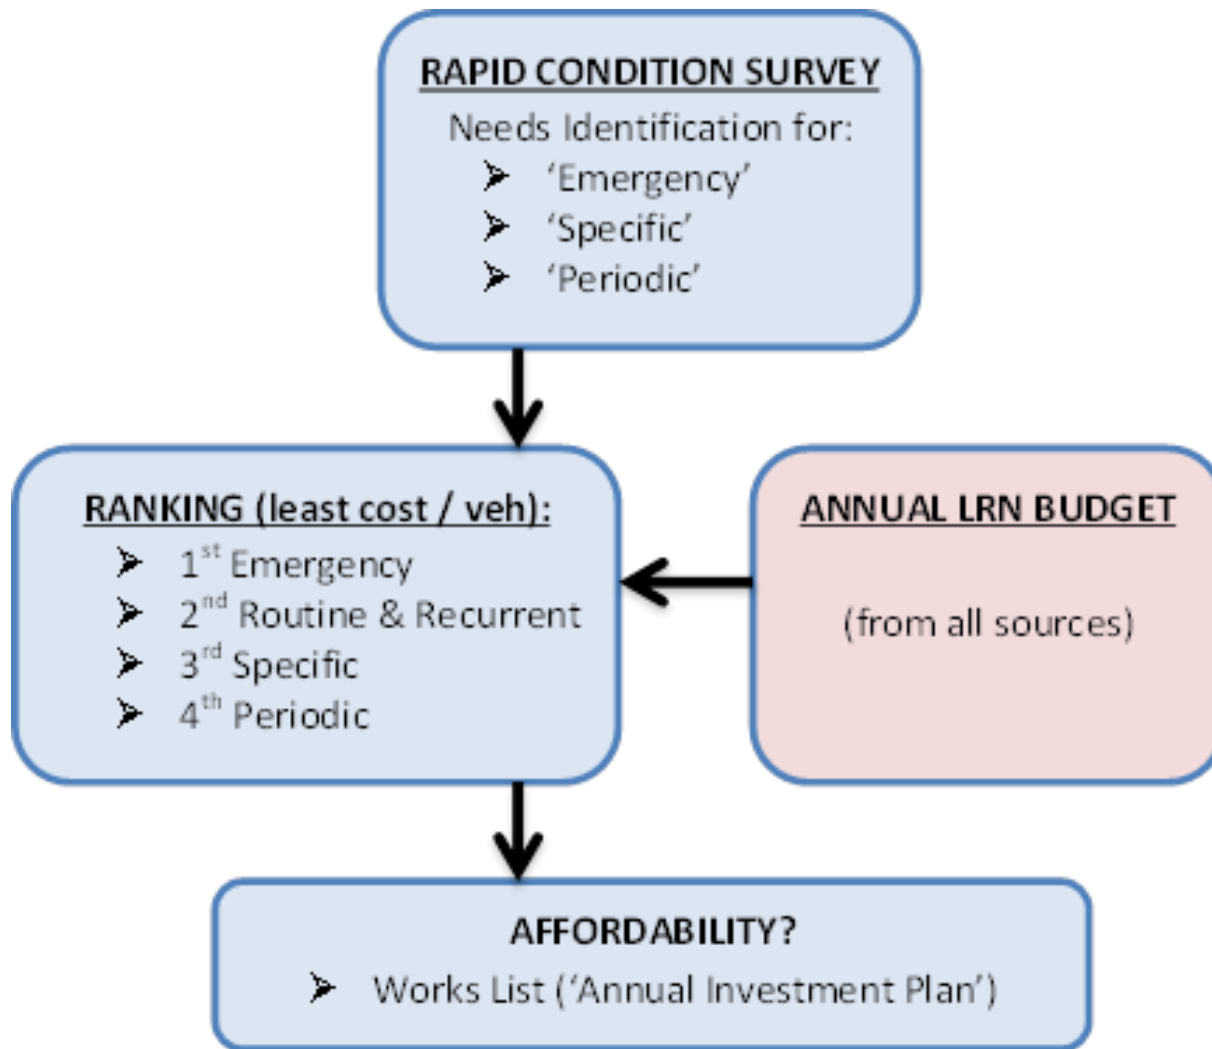 RAPID CONDITION SURVEY
Needs Identification for:
➢ ‘Emergency’
➢ ‘Specific’
➢ ‘Periodic’
RANKING (least cost / veh):
➢ 1st Emergency
➢ 2nd Routine & Recurrent
➢ 3rd Specific
➢ 4th Periodic
ANNUAL LRN BUDGET
(from all sources)
AFFORDABILITY?
➢ Works List (‘Annual Investment Plan’)